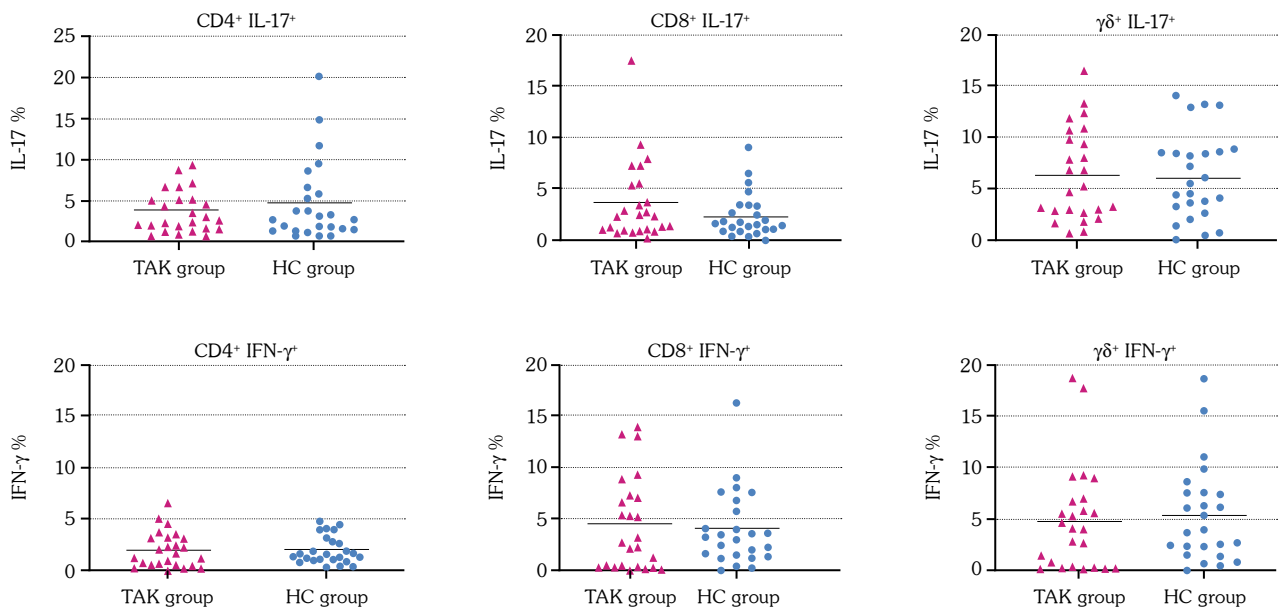 CD4⁺ IL-17⁺
25
20
15
10
5
0
IL-17 %
TAK group
HC group
CD8⁺ IL-17⁺
20
15
10
5
0
IL-17 %
TAK group
HC group
γδ⁺ IL-17⁺
20
15
10
5
0
IL-17 %
TAK group
HC group
CD4⁺ IFN-γ⁺
20
15
10
5
0
IFN-γ %
TAK group
HC group
CD8⁺ IFN-γ⁺
20
15
10
5
0
IFN-γ %
TAK group
HC group
γδ⁺ IFN-γ⁺
20
15
10
5
0
IFN-γ %
TAK group
HC group